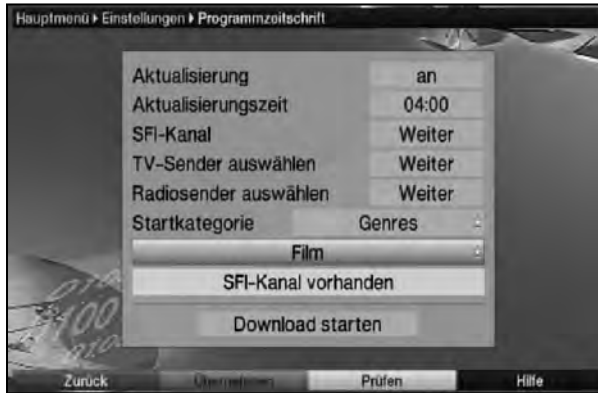 Hauptmenü Einstellungen Programmzeitschrift
Aktualisierung an
Aktualisierungszeit 04:00
SFI-Kanal Weiter
TV-Sender auswählen Weiter
Radiosender auswählen Weiter
Startkategorie Genres
Film
SFI-Kanal vorhanden
Download starten
Zurück Übernehmen Prüfen Hilfe